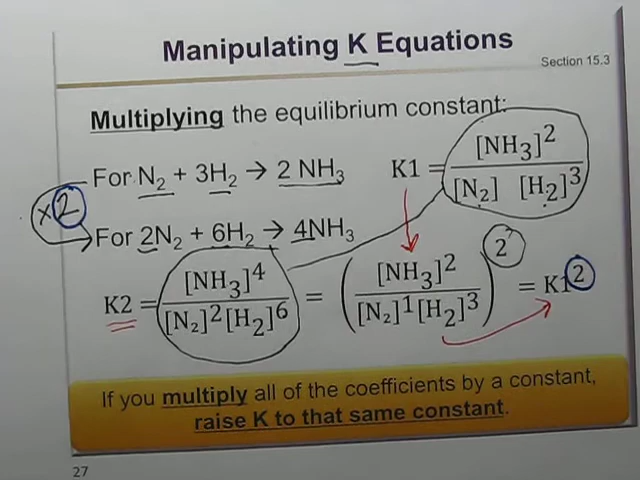 Manipulating K Equations
Section 15.3
Multiplying the equilibrium constant:
For N₂ + 3H₂ → 2 NH₃ K1 = [NH₃]² / [N₂] [H₂]³
×2
For 2N₂ + 6H₂ → 4NH₃
K2 = [NH₃]⁴ / [N₂]²[H₂]⁶ = ([NH₃]² / [N₂]¹[H₂]³)² = K1²
If you multiply all of the coefficients by a constant,
raise K to that same constant.
27